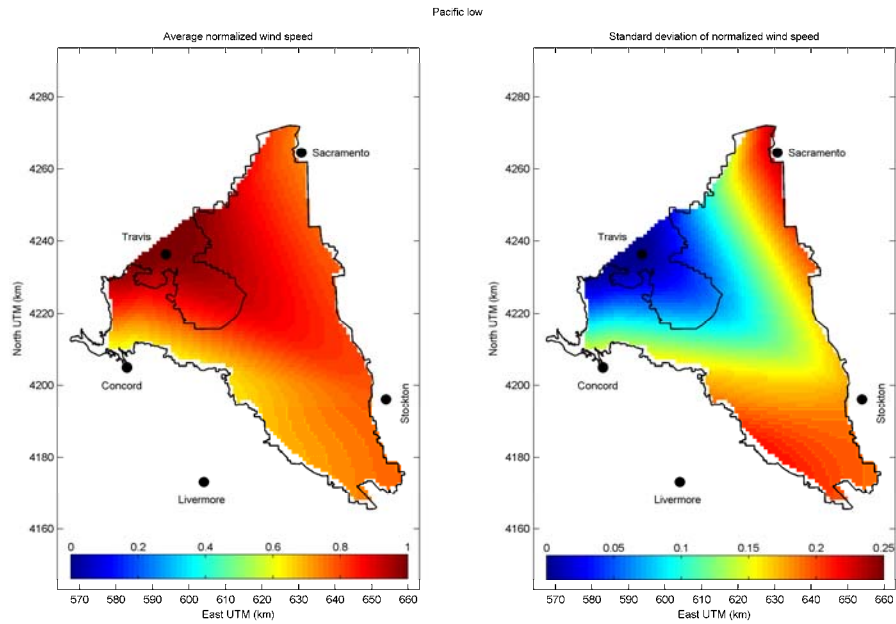 Pacific low
Average normalized wind speed
4280
4260
4240
4220
4200
4180
4160
North UTM (km)
Sacramento
Travis
Concord
Stockton
Livermore
0 0.2 0.4 0.6 0.8 1
570 580 590 600 610 620 630 640 650 660
East UTM (km)
Standard deviation of normalized wind speed
4280
4260
4240
4220
4200
4180
4160
North UTM (km)
Sacramento
Travis
Concord
Stockton
Livermore
0 0.05 0.1 0.15 0.2 0.25
570 580 590 600 610 620 630 640 650 660
East UTM (km)